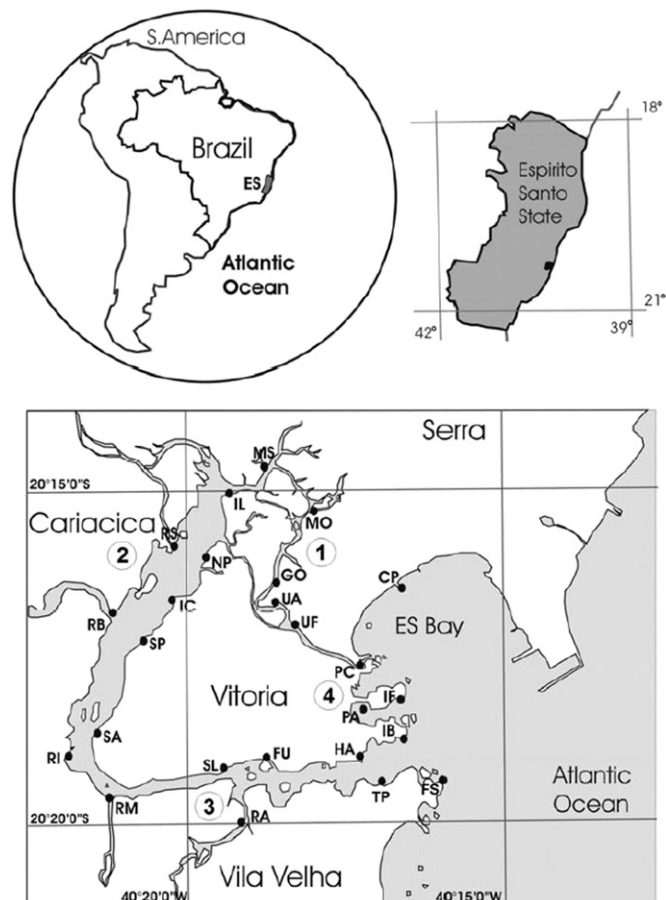 S.America
Brazil
ES
Atlantic
Ocean
18°
Espirito
Santo
State
21°
42°
39°
Serra
MS
20°15'0"S
IL
Cariacica
MO
RSa
2
1
NP
GO
CP
IC
UA
RB
UF
ES Bay
SP
PC
Vitoria
4
IF
PA
SA
IB
RI
SL
FU
HA
Atlantic
Ocean
TP
FS
RM
3
RA
20°20'0"S
Vila Velha
40°20'0"W
40°15'0"W